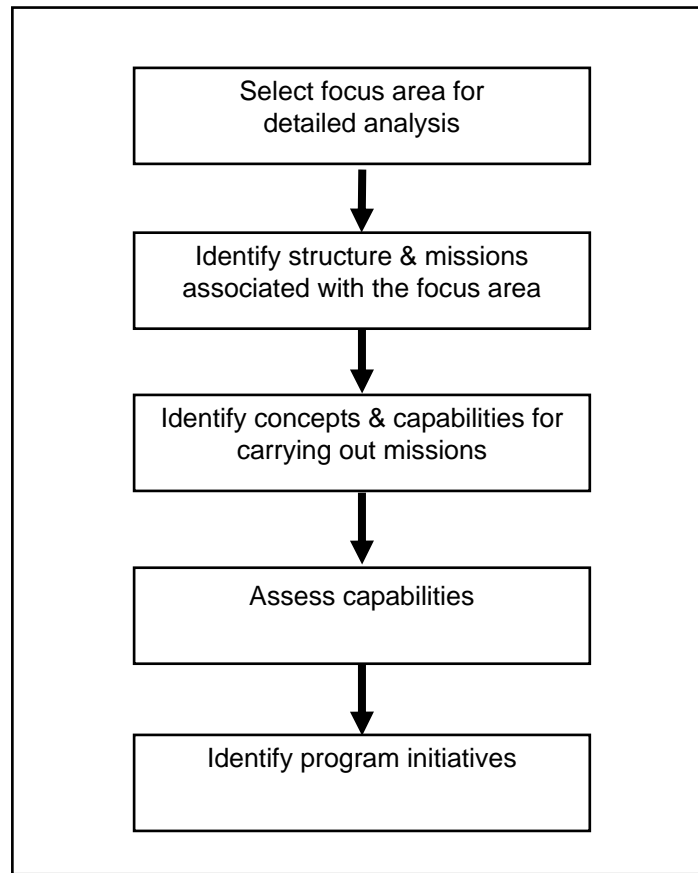 Select focus area for
detailed analysis
Identify structure & missions
associated with the focus area
Identify concepts & capabilities for
carrying out missions
Assess capabilities
Identify program initiatives